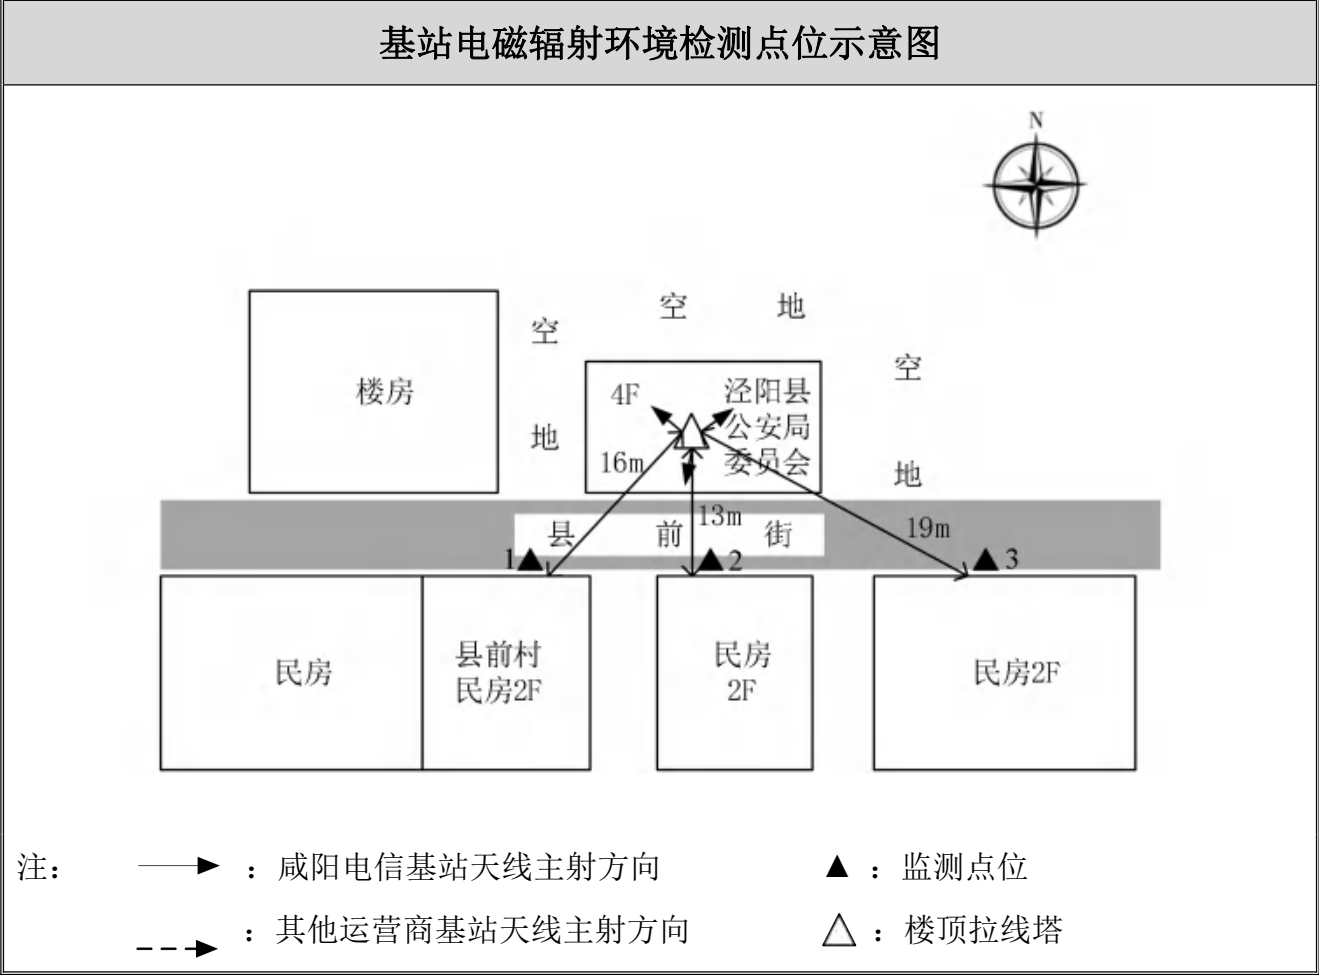 基站电磁辐射环境检测点位示意图
N
空 地
空
地
空
地
楼房
4F
泾阳县
公安局
委员会
16m
13m
19m
县 前 街
1
2
3
民房
县前村
民房2F
民房
2F
民房2F
注：
：咸阳电信基站天线主射方向
▲：监测点位
：其他运营商基站天线主射方向
△：楼顶拉线塔